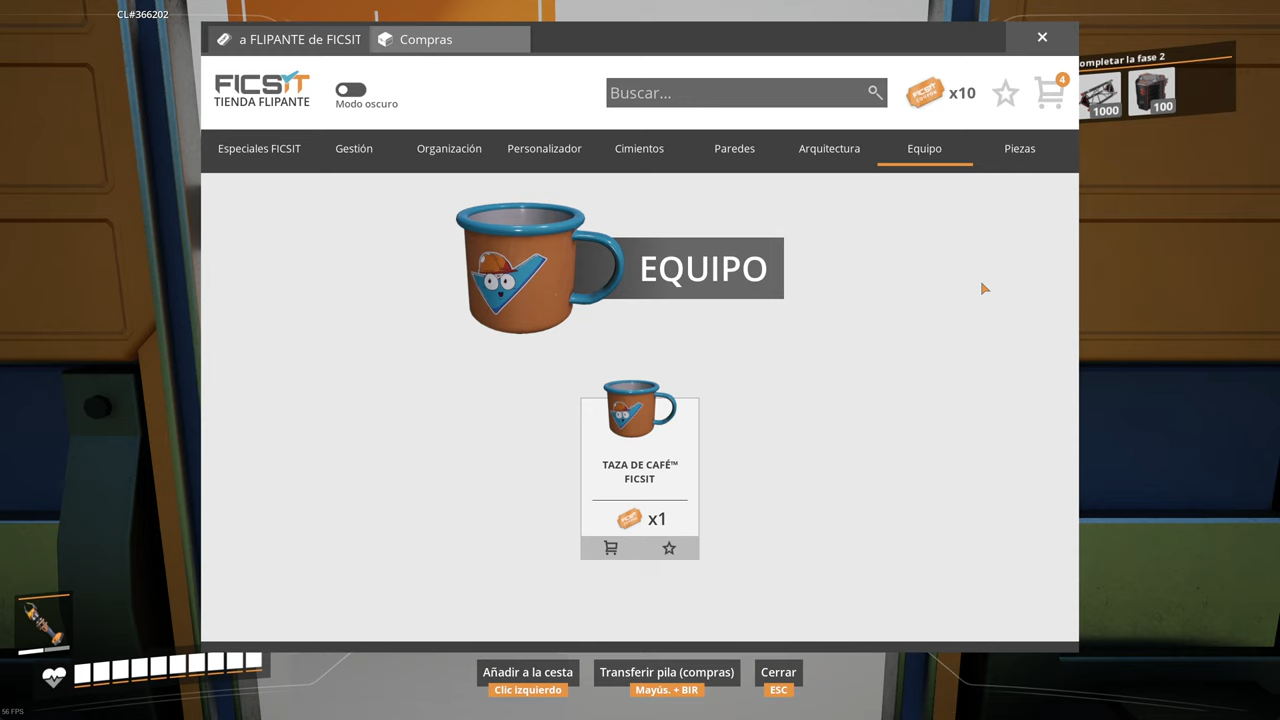 CL#366202
a FLIPANTE de FICSIT
Compras
ompletar la fase 2
1000
100
FICSIT
TIENDA FLIPANTE
Modo oscuro
Buscar...
FICSIT
COUPON
x10
4
Especiales FICSIT
Gestión
Organización
Personalizador
Cimientos
Paredes
Arquitectura
Equipo
Piezas
EQUIPO
TAZA DE CAFÉ™
FICSIT
x1
Añadir a la cesta
Clic izquierdo
Transferir pila (compras)
Mayús. + BIR
Cerrar
ESC
56 FPS